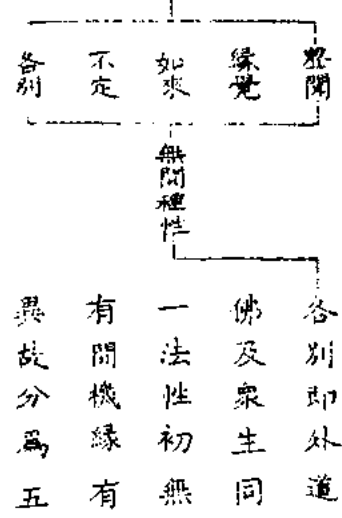 聲聞
緣覺
如來
不定
各別
無間種性
各別即外道
佛及眾生同
一法性初無
有間機緣有
異故分爲五